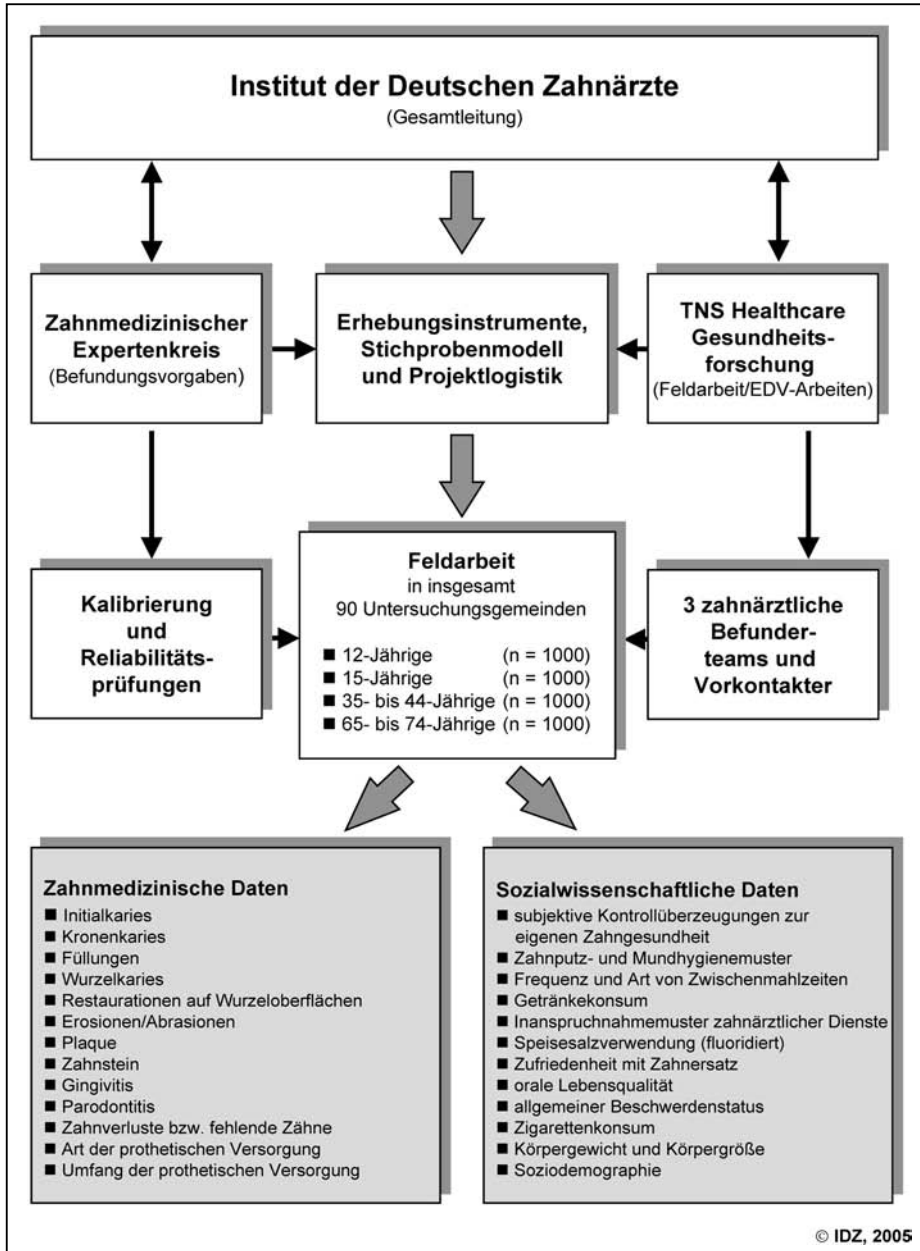 Institut der Deutschen Zahnärzte
(Gesamtleitung)
Zahnmedizinischer
Expertenkreis
(Befundungsvorgaben)
Erhebungsinstrumente,
Stichprobenmodell
und Projektlogistik
TNS Healthcare
Gesundheits-
forschung
(Feldarbeit/EDV-Arbeiten)
Kalibrierung
und
Reliabilitäts-
prüfungen
Feldarbeit
in insgesamt
90 Untersuchungsgemeinden
■ 12-Jährige (n = 1000)
■ 15-Jährige (n = 1000)
■ 35- bis 44-Jährige (n = 1000)
■ 65- bis 74-Jährige (n = 1000)
3 zahnärztliche
Befunder-
teams und
Vorkontakter
Zahnmedizinische Daten
■ Initialkaries
■ Kronenkaries
■ Füllungen
■ Wurzelkaries
■ Restaurationen auf Wurzeloberflächen
■ Erosionen/Abrasionen
■ Plaque
■ Zahnstein
■ Gingivitis
■ Parodontitis
■ Zahnverluste bzw. fehlende Zähne
■ Art der prothetischen Versorgung
■ Umfang der prothetischen Versorgung
Sozialwissenschaftliche Daten
■ subjektive Kontrollüberzeugungen zur
eigenen Zahngesundheit
■ Zahnputz- und Mundhygienemuster
■ Frequenz und Art von Zwischenmahlzeiten
■ Getränkekonsum
■ Inanspruchnahmemuster zahnärztlicher Dienste
■ Speisesalzverwendung (fluoridiert)
■ Zufriedenheit mit Zahnersatz
■ orale Lebensqualität
■ allgemeiner Beschwerdenstatus
■ Zigarettenkonsum
■ Körpergewicht und Körpergröße
■ Soziodemographie
© IDZ, 2005